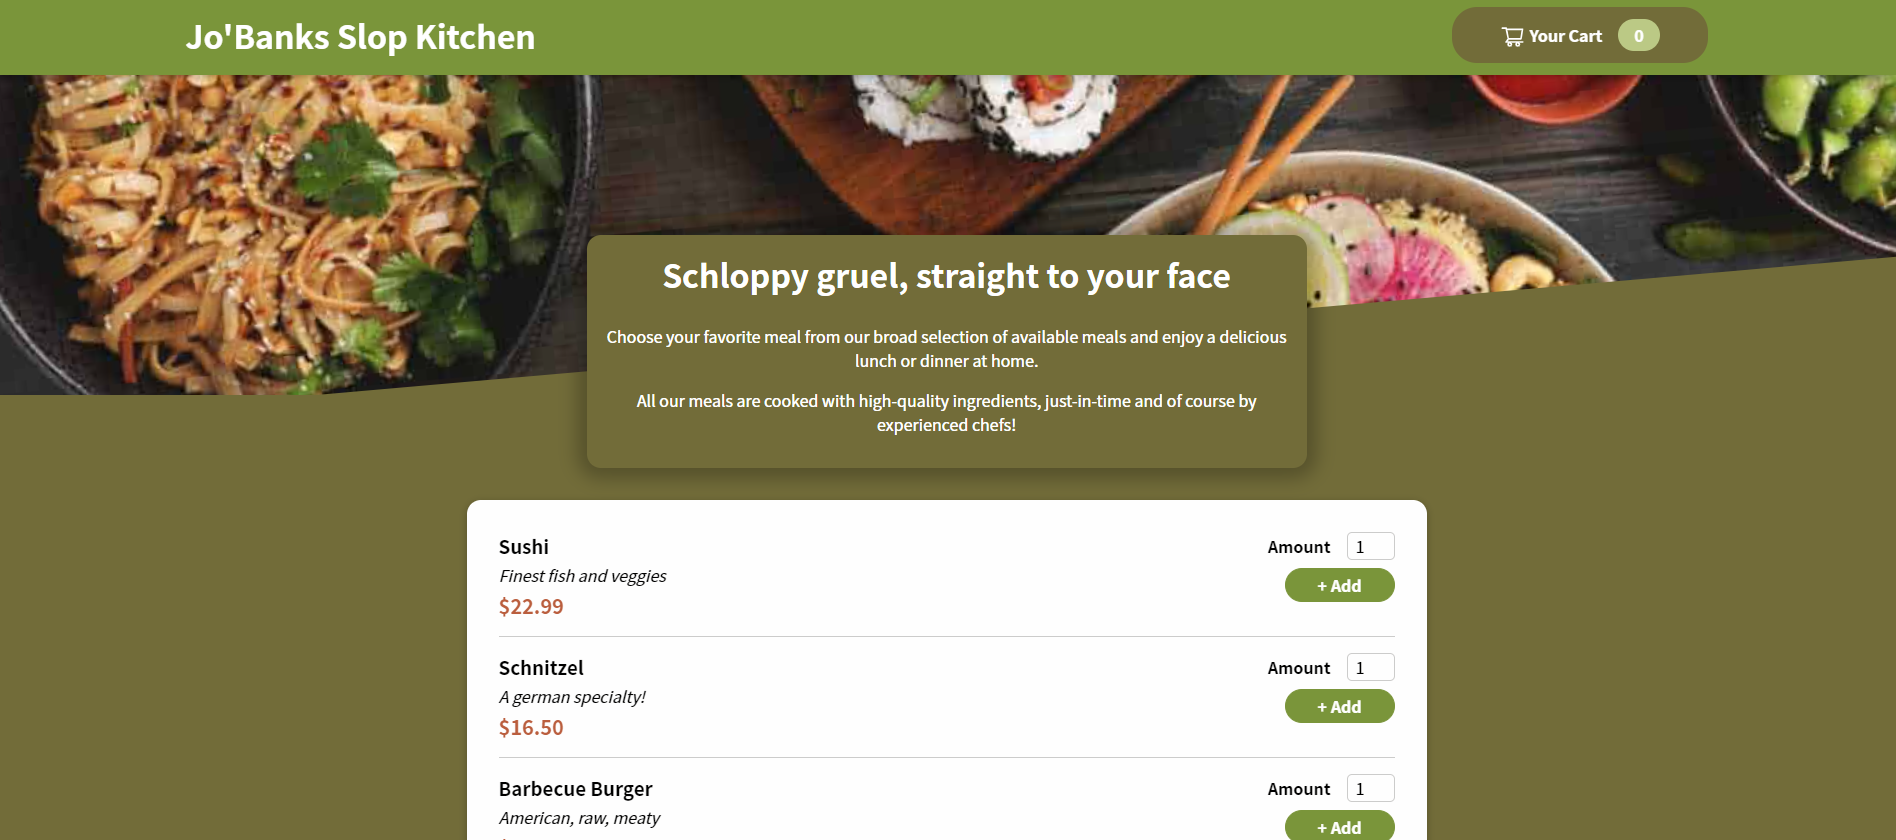 Jo'Banks Slop Kitchen
Your Cart 0
Schloppy gruel, straight to your face
Choose your favorite meal from our broad selection of available meals and enjoy a delicious
lunch or dinner at home.
All our meals are cooked with high-quality ingredients, just-in-time and of course by
experienced chefs!
Sushi
Finest fish and veggies
$22.99
Amount 1
+ Add
Schnitzel
A german specialty!
$16.50
Amount 1
+ Add
Barbecue Burger
American, raw, meaty
Amount 1
+ Add